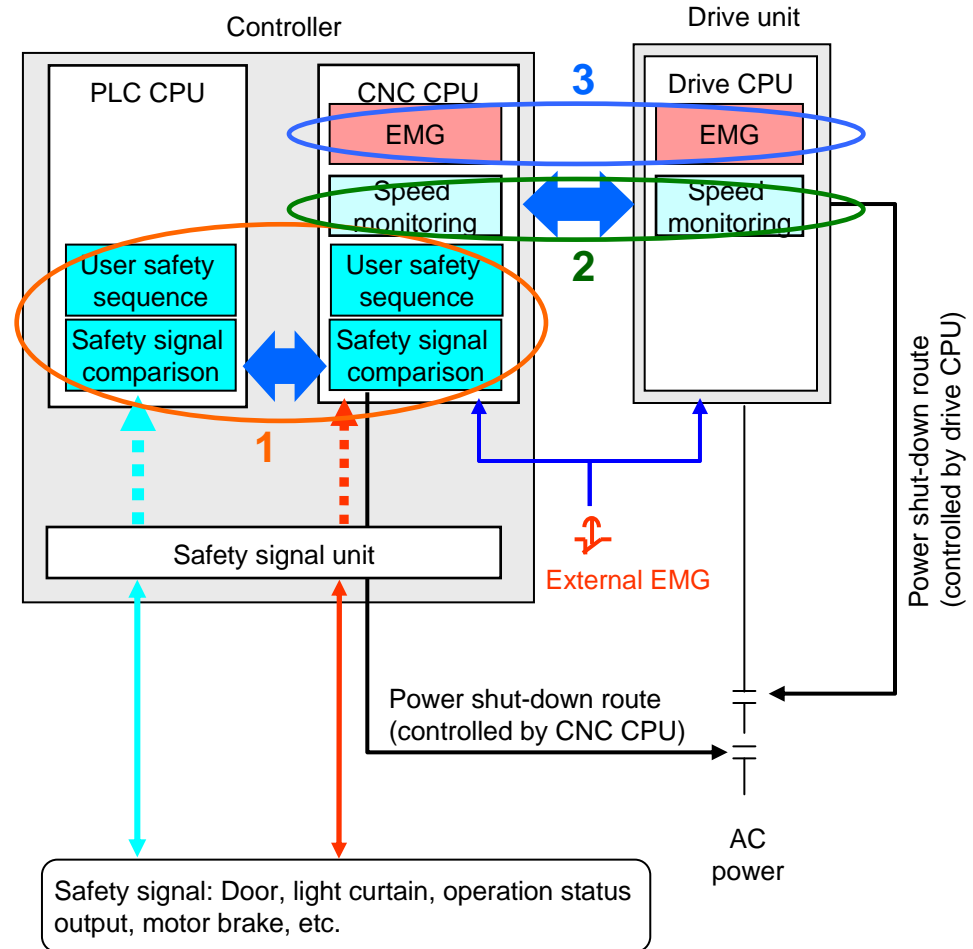 Controller
Drive unit
PLC CPU
CNC CPU
3
Drive CPU
EMG
EMG
Speed
monitoring
Speed
monitoring
2
User safety
sequence
User safety
sequence
Safety signal
comparison
Safety signal
comparison
1
Safety signal unit
External EMG
Power shut-down route
(controlled by drive CPU)
Power shut-down route
(controlled by CNC CPU)
AC
power
Safety signal: Door, light curtain, operation status
output, motor brake, etc.